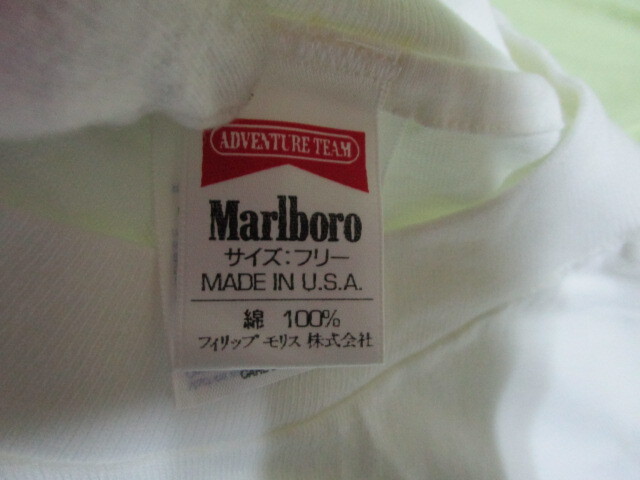 ADVENTURE TEAM
Marlboro
サイズ:フリー
MADE IN U.S.A.
綿 100%
フィリップ モリス 株式会社